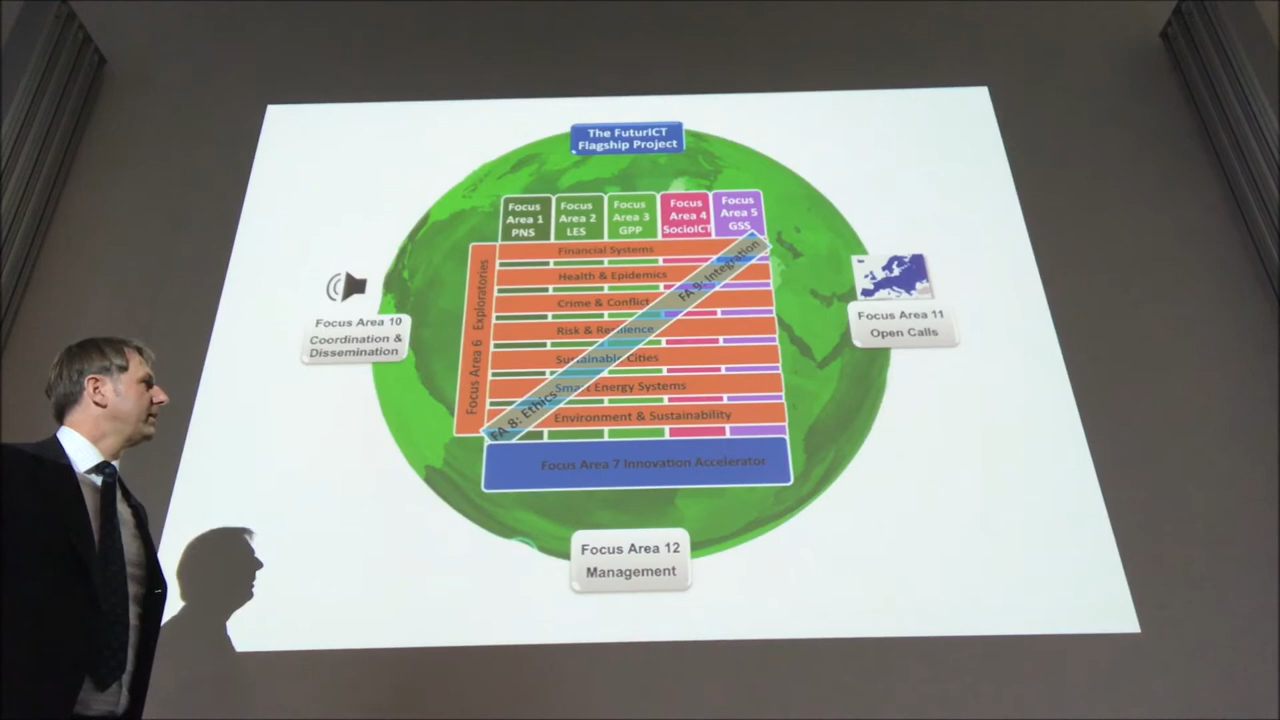 The FuturICT
Flagship Project
Focus
Area 1
PNS
Focus
Area 2
LES
Focus
Area 3
GPP
Focus
Area 4
SocioICT
Focus
Area 5
GSS
Focus Area 6 Exploratories
Financial Systems
Health & Epidemics
Crime & Conflict
Risk & Resilience
Sustainable Cities
Smart Energy Systems
Environment & Sustainability
FA 8: Ethics
FA 9: Integration
Focus Area 7 Innovation Accelerator
Focus Area 10
Coordination &
Dissemination
Focus Area 11
Open Calls
Focus Area 12
Management